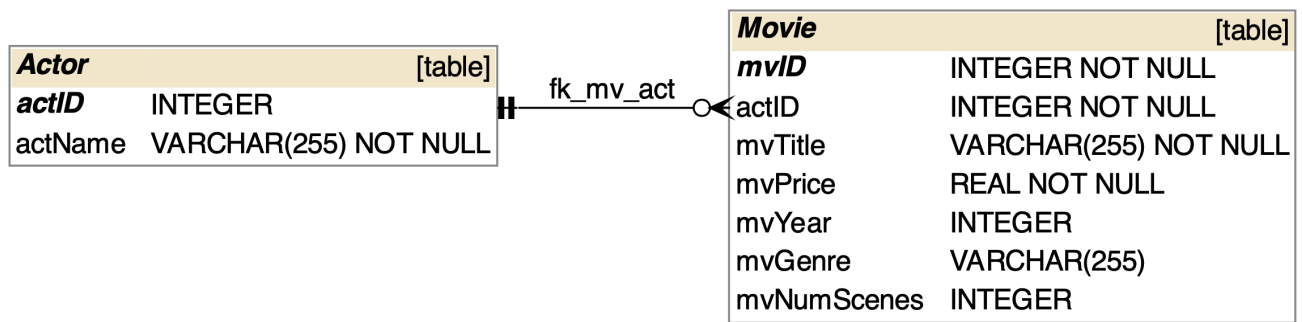 Actor [table]
actID INTEGER
actName VARCHAR(255) NOT NULL
fk_mv_act
Movie [table]
mvID INTEGER NOT NULL
actID INTEGER NOT NULL
mvTitle VARCHAR(255) NOT NULL
mvPrice REAL NOT NULL
mvYear INTEGER
mvGenre VARCHAR(255)
mvNumScenes INTEGER